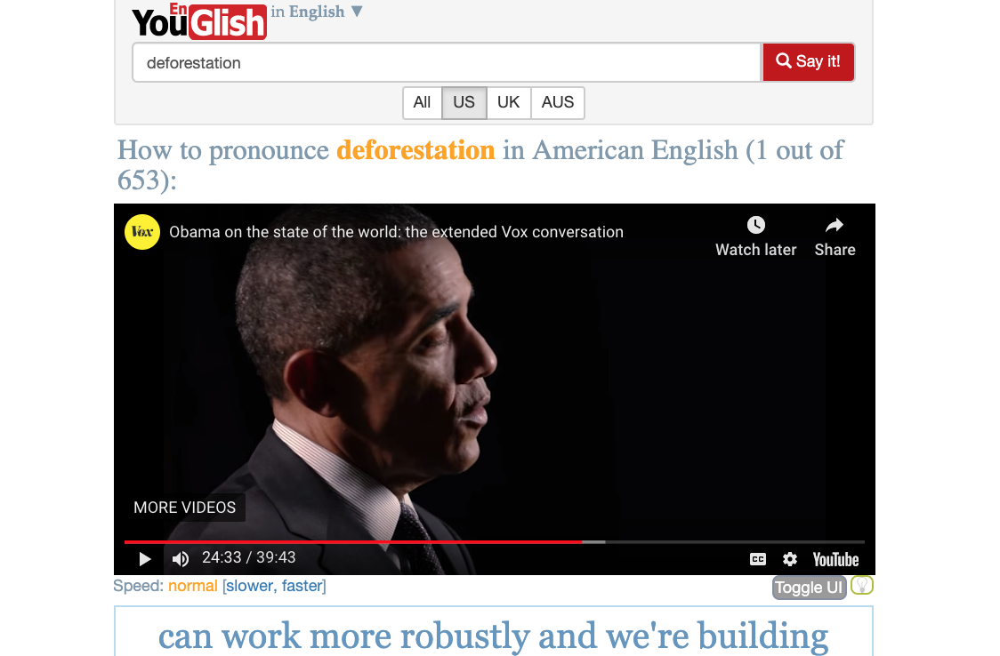 YouEnGlish in English ▼
deforestation
Say it!
All US UK AUS
How to pronounce deforestation in American English (1 out of
653):
Vox Obama on the state of the world: the extended Vox conversation
Watch later Share
MORE VIDEOS
24:33 / 39:43
CC YouTube
Speed: normal [slower, faster]
Toggle UI
can work more robustly and we're building